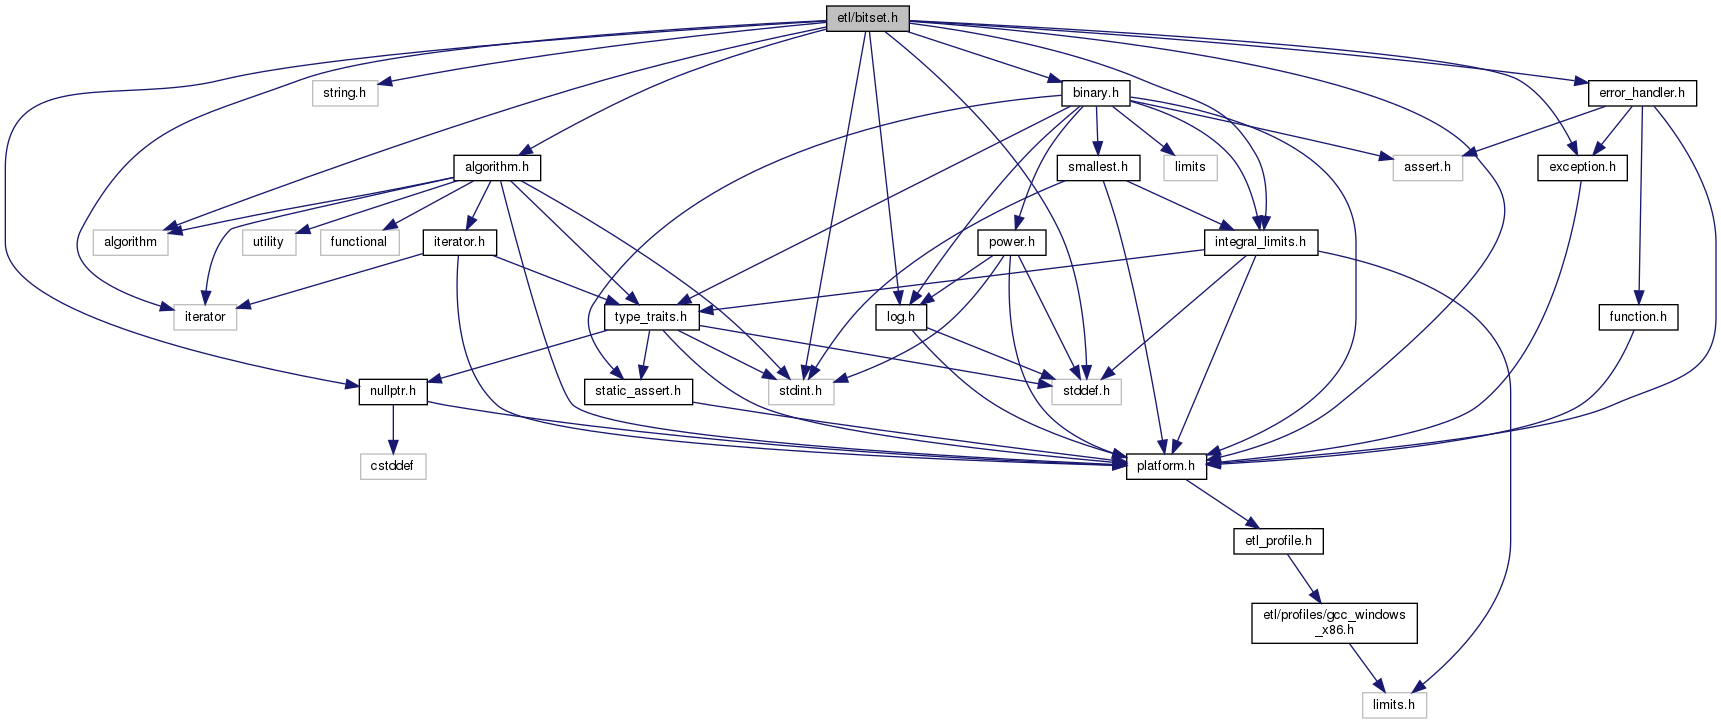 etl/bitset.h
string.h
binary.h
error_handler.h
algorithm.h
smallest.h
limits
assert.h
exception.h
algorithm
utility
functional
iterator.h
power.h
integral_limits.h
iterator
type_traits.h
log.h
function.h
nullptr.h
static_assert.h
stdint.h
stddef.h
cstddef
platform.h
etl_profile.h
etl/profiles/gcc_windows
_x86.h
limits.h